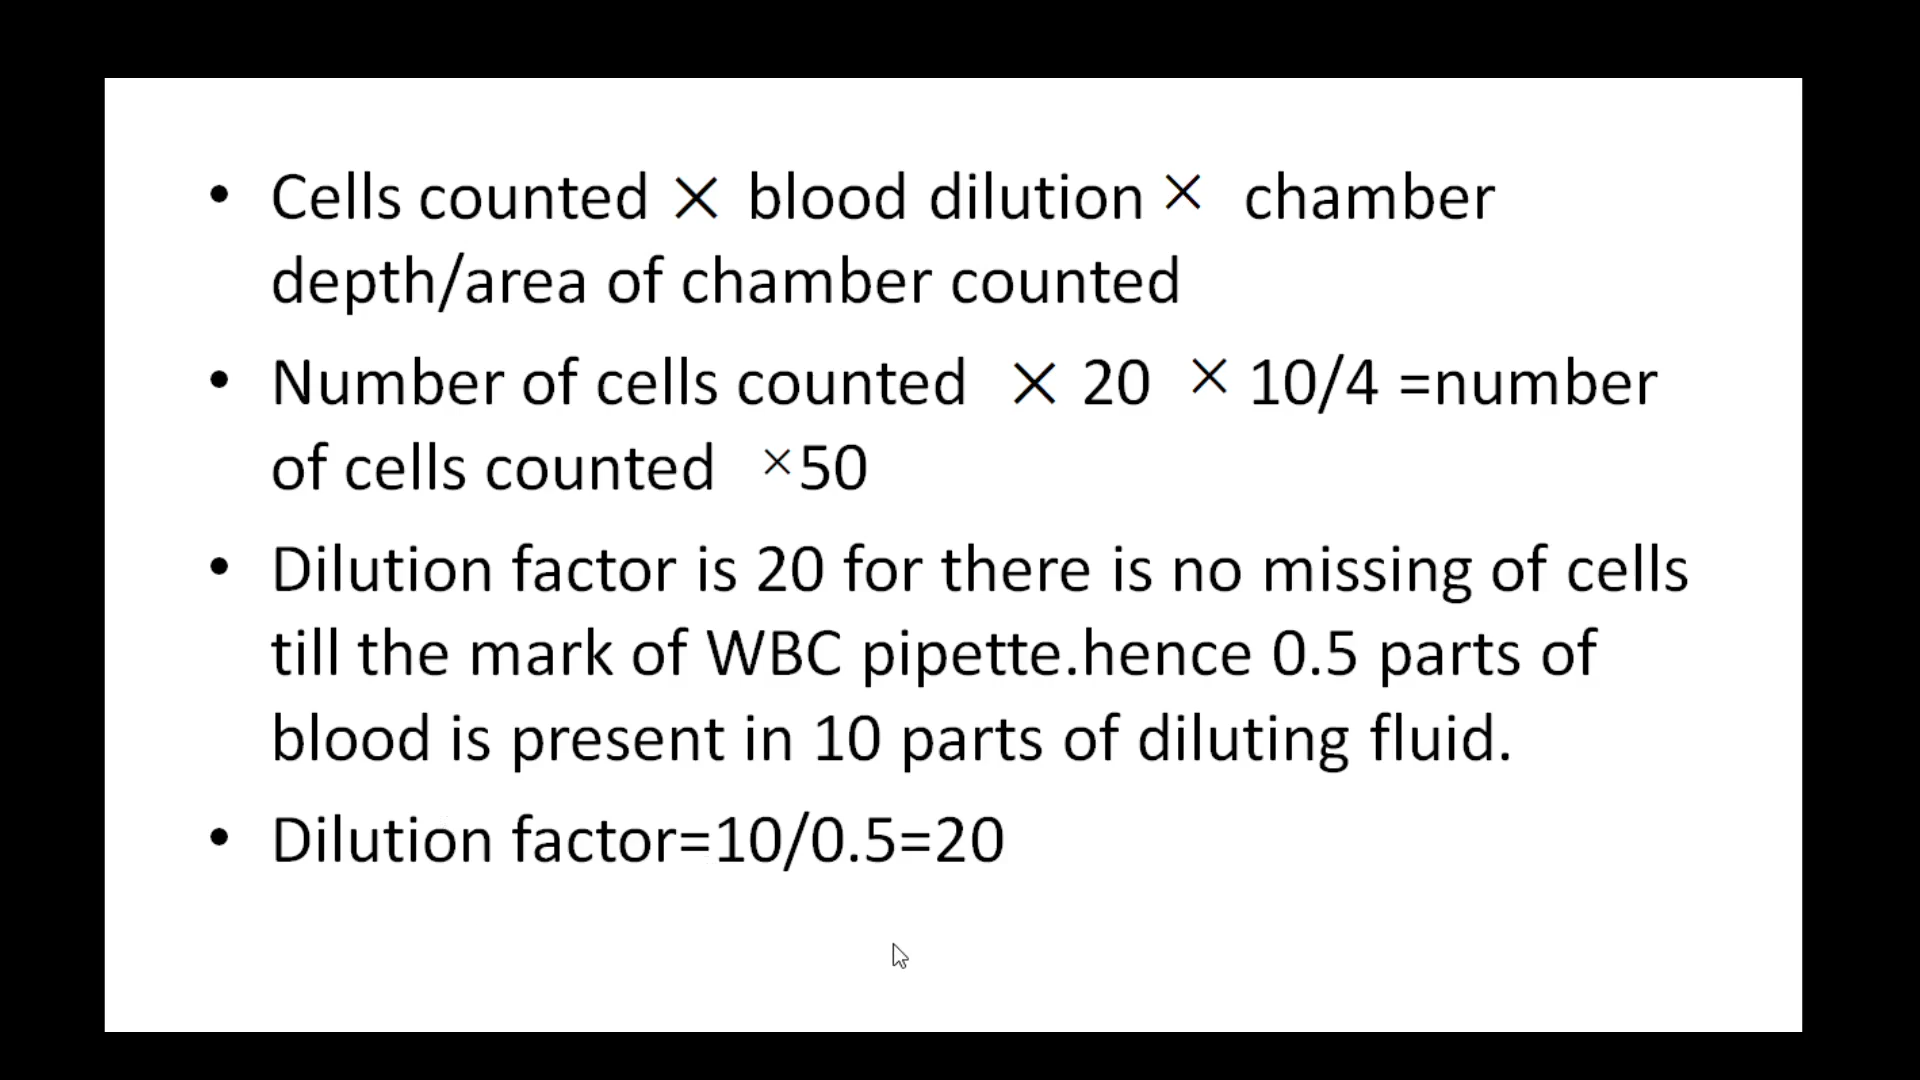 • Cells counted × blood dilution × chamber
depth/area of chamber counted
• Number of cells counted × 20 × 10/4 =number
of cells counted ×50
• Dilution factor is 20 for there is no missing of cells
till the mark of WBC pipette.hence 0.5 parts of
blood is present in 10 parts of diluting fluid.
• Dilution factor=10/0.5=20